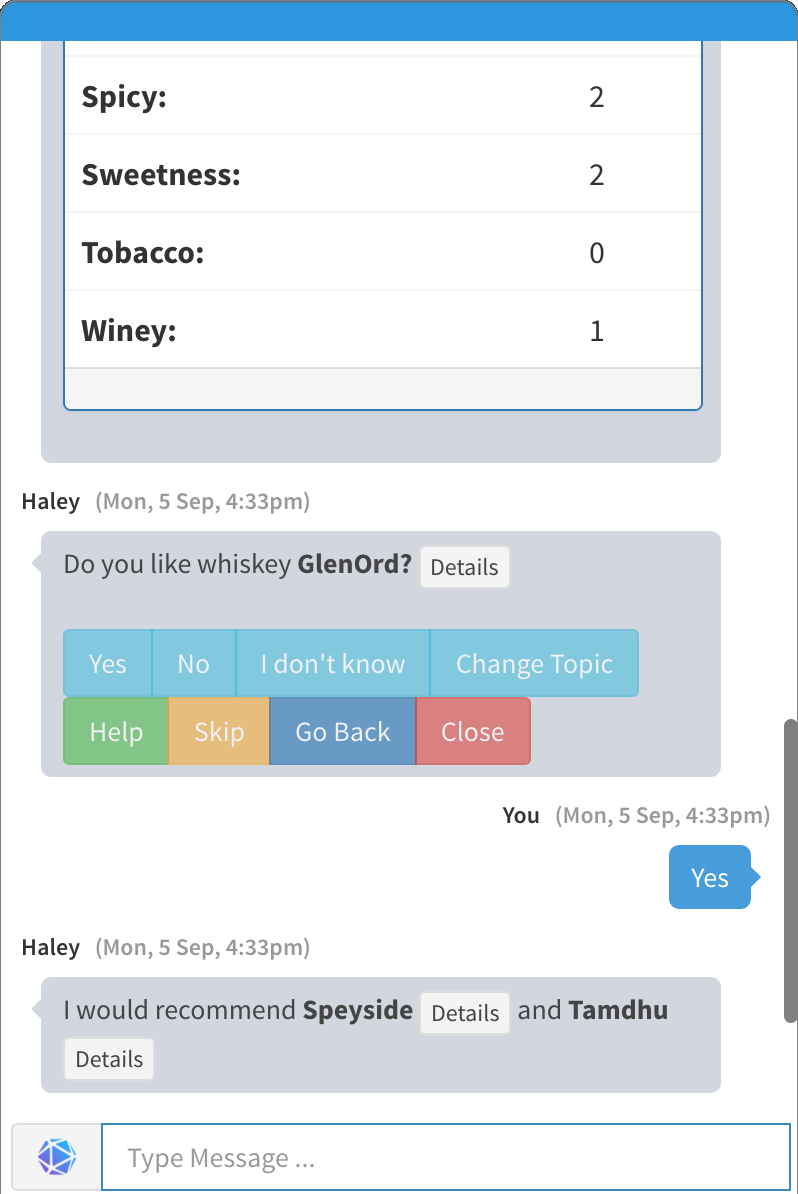 Spicy: 2
Sweetness: 2
Tobacco: 0
Winey: 1
Haley (Mon, 5 Sep, 4:33pm)
Do you like whiskey GlenOrd? Details
Yes No I don't know Change Topic
Help Skip Go Back Close
You (Mon, 5 Sep, 4:33pm)
Yes
Haley (Mon, 5 Sep, 4:33pm)
I would recommend Speyside Details and Tamdhu
Details
Type Message ...